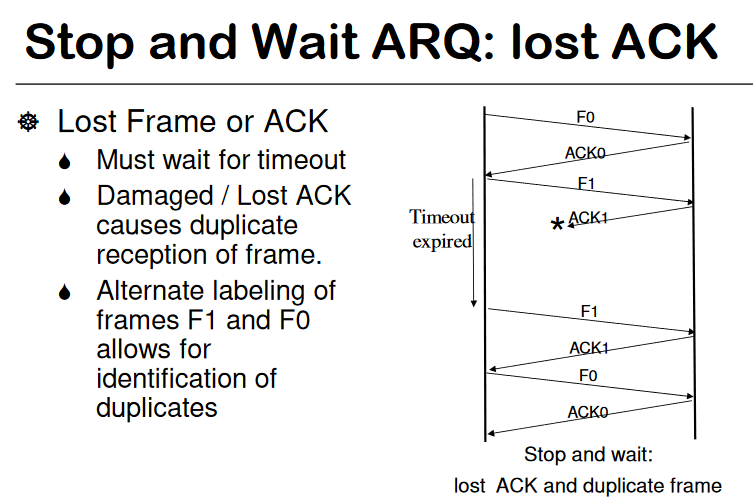 Stop and Wait ARQ: lost ACK
Lost Frame or ACK
Must wait for timeout
Damaged / Lost ACK
causes duplicate
reception of frame.
Alternate labeling of
frames F1 and F0
allows for
identification of
duplicates
F0
ACK0
F1
Timeout
expired
* ACK1
F1
ACK1
F0
ACK0
Stop and wait:
lost ACK and duplicate frame